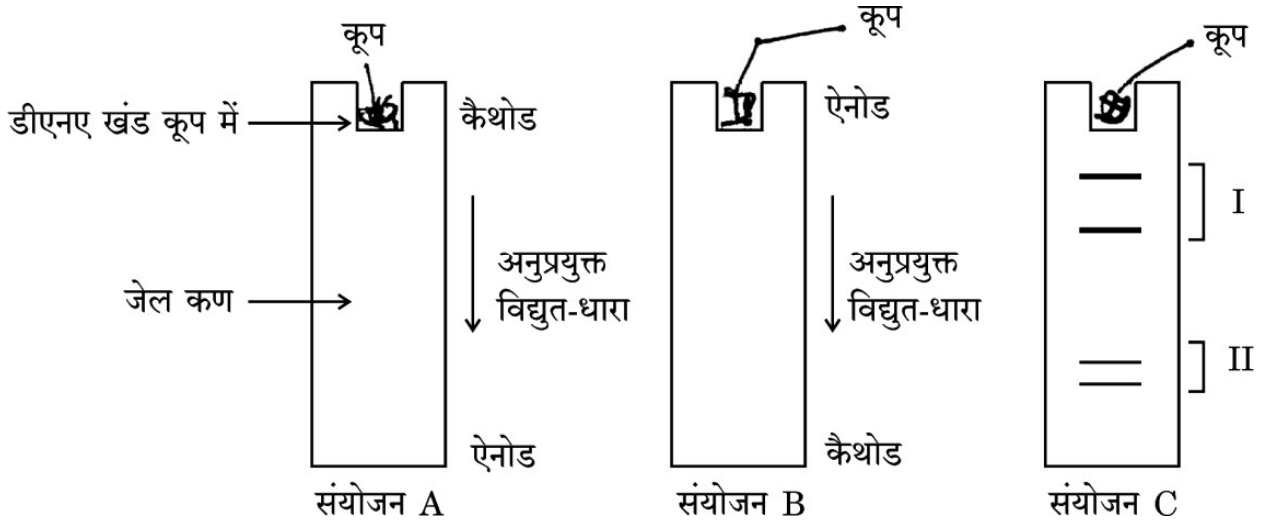 कूप
कूप
कूप
डीएनए खंड कूप में
कैथोड
ऐनोड
I
जेल कण
अनुप्रयुक्त
विद्युत-धारा
अनुप्रयुक्त
विद्युत-धारा
II
ऐनोड
कैथोड
संयोजन A
संयोजन B
संयोजन C